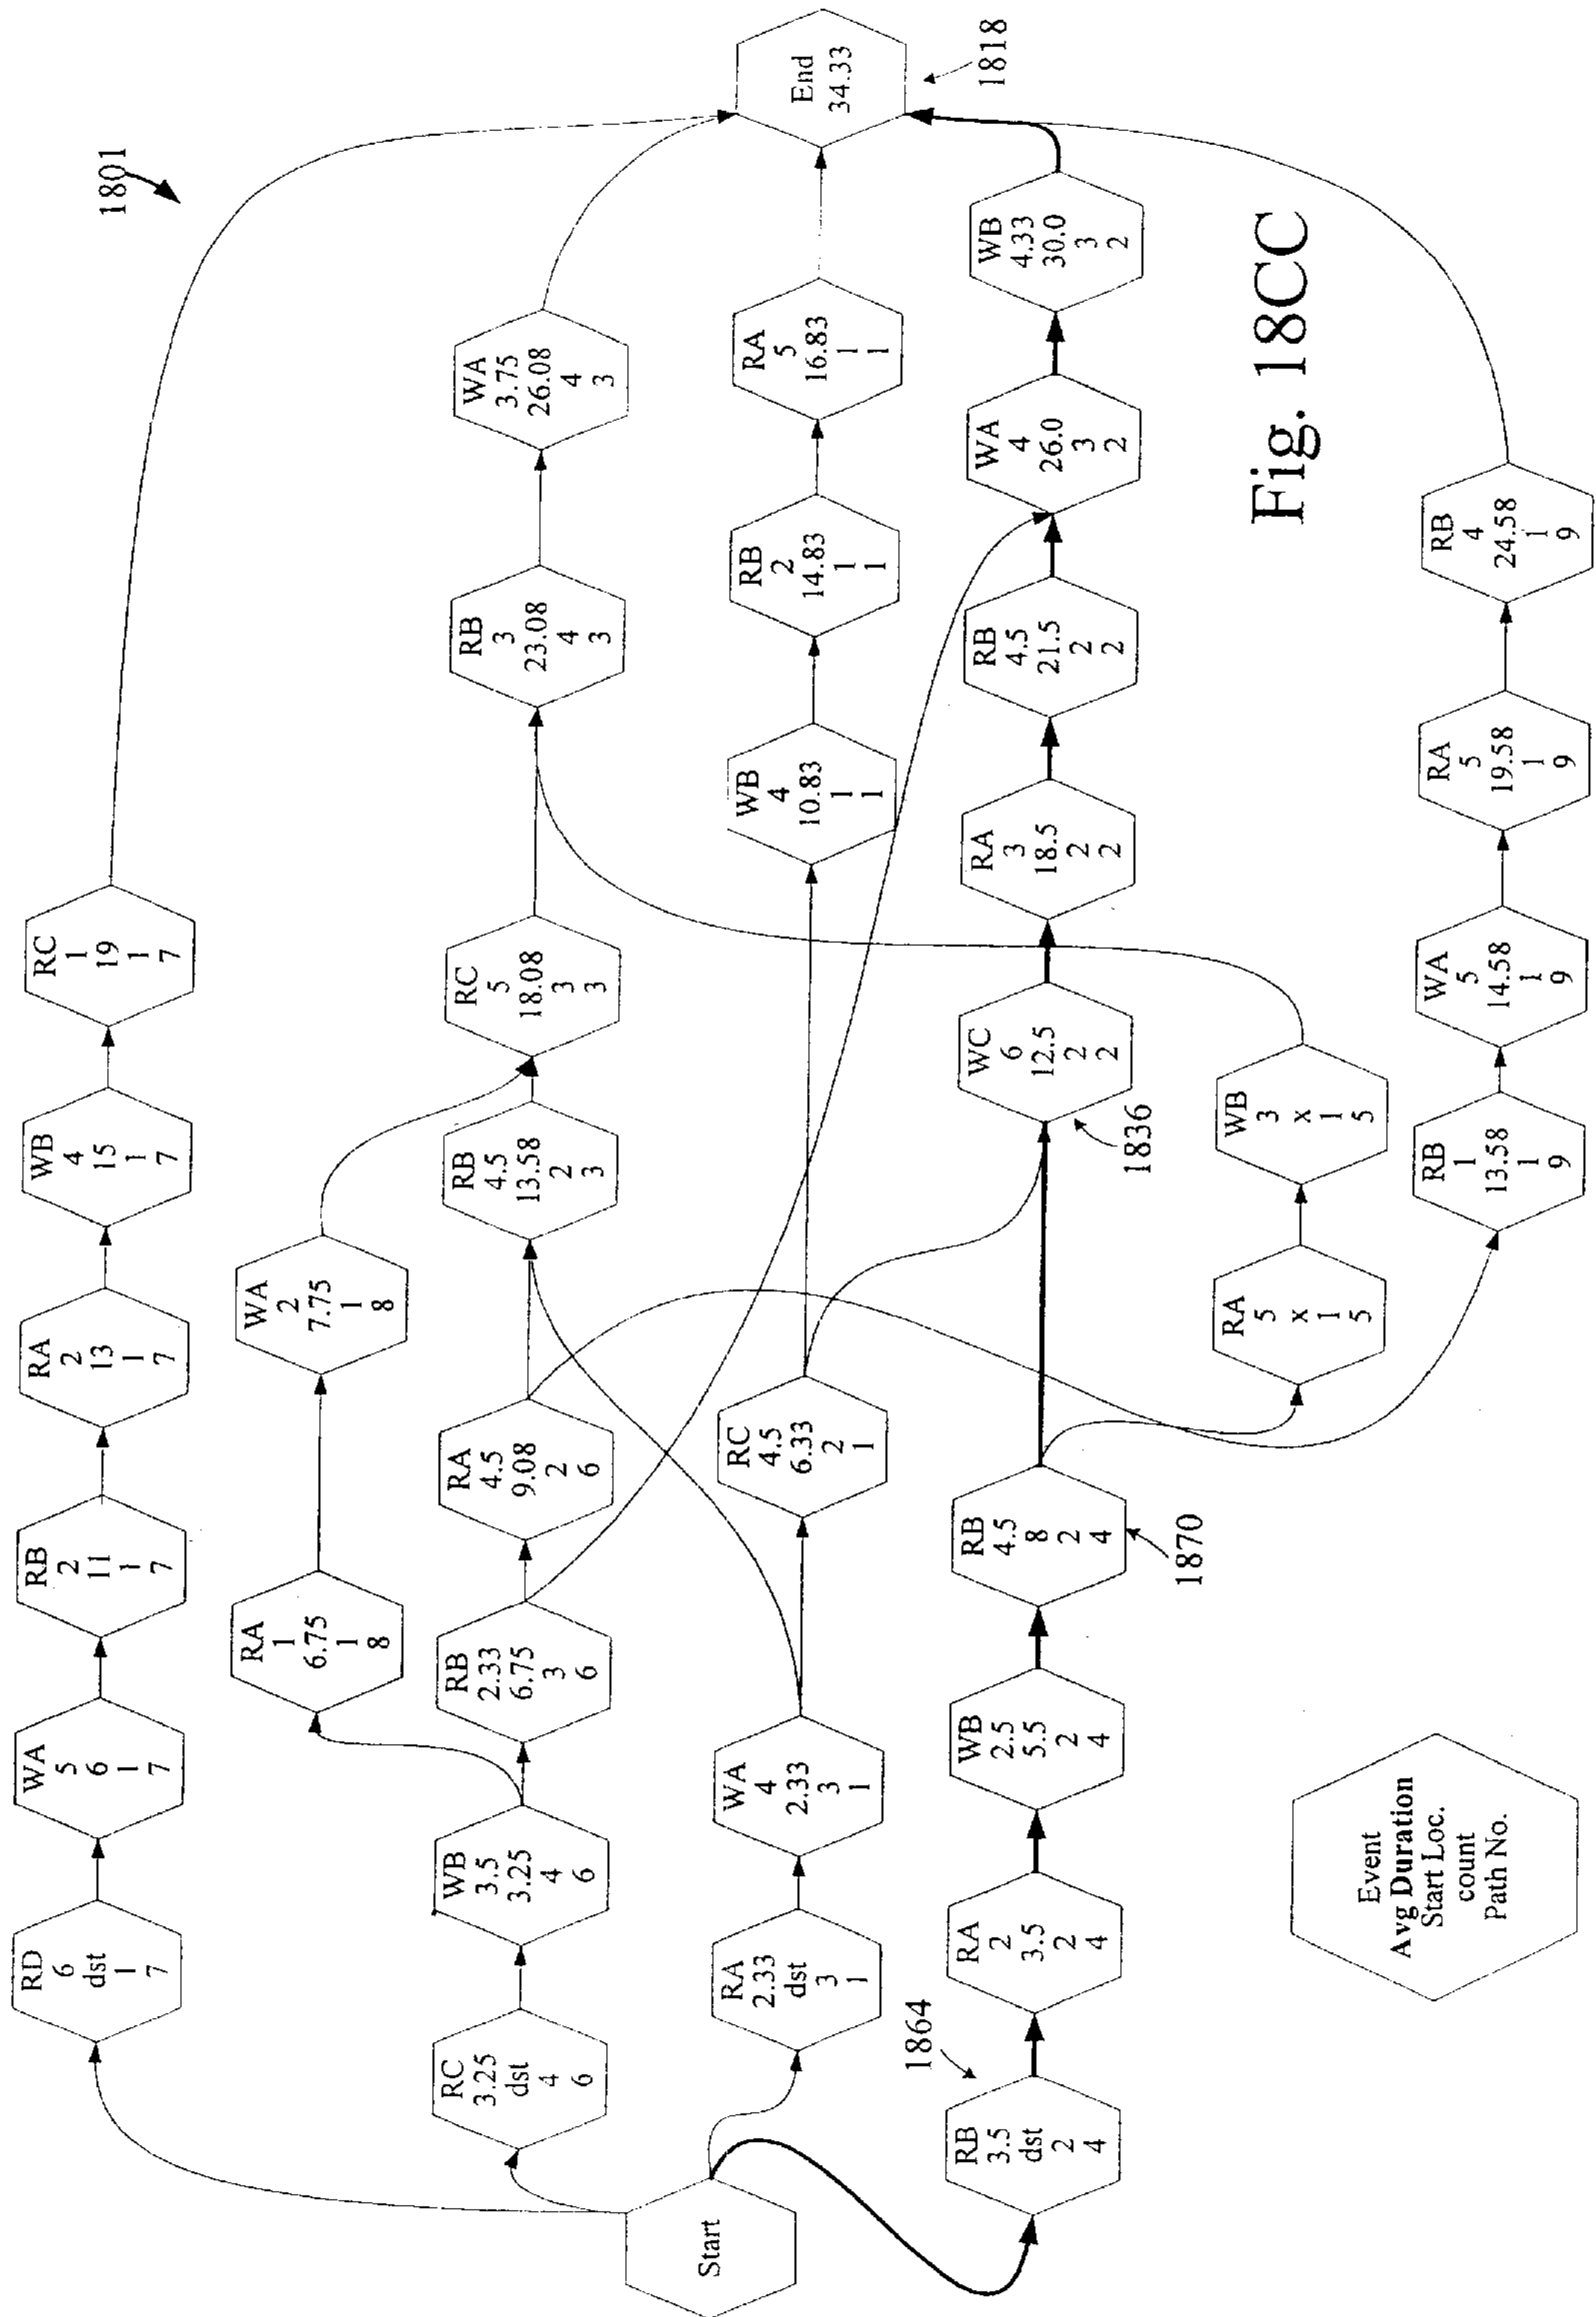 1801
RD
6
dst
1
7
WA
5
6
1
7
RB
2
11
1
7
RA
2
13
1
7
WB
4
15
1
7
RC
1
19
1
7
RA
1
6.75
1
8
WA
2
7.75
1
8
RC
3.25
dst
4
6
WB
3.5
3.25
4
6
RB
2.33
6.75
3
6
RA
4.5
9.08
2
6
RB
4.5
13.58
2
3
RC
5
18.08
3
3
RB
3
23.08
4
3
WA
3.75
26.08
4
3
Start
RA
2.33
dst
3
1
WA
4
2.33
3
1
RC
4.5
6.33
2
1
WB
4
10.83
1
1
RB
2
14.83
1
1
RA
5
16.83
1
1
End
34.33
1818
1864
RB
3.5
dst
2
4
RA
2
3.5
2
4
WB
2.5
5.5
2
4
RB
4.5
8
2
4
1870
WC
6
12.5
2
2
1836
RA
3
18.5
2
2
RB
4.5
21.5
2
2
WA
4
26.0
3
2
WB
4.33
30.0
3
2
RA
5
x
1
5
WB
3
x
1
5
RB
1
13.58
1
9
WA
5
14.58
1
9
RA
5
19.58
1
9
RB
4
24.58
1
9
Event
Avg Duration
Start Loc.
count
Path No.
Fig. 18CC